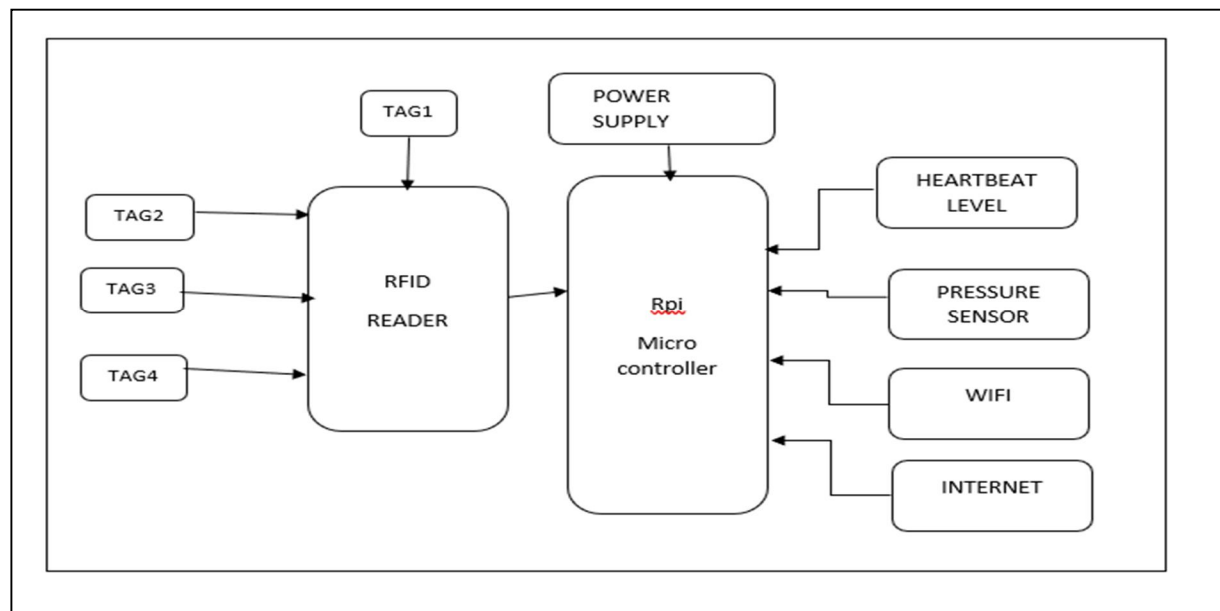 TAG1
POWER
SUPPLY
HEARTBEAT
LEVEL
TAG2
TAG3
TAG4
RFID
READER
Rpi
Micro
controller
PRESSURE
SENSOR
WIFI
INTERNET